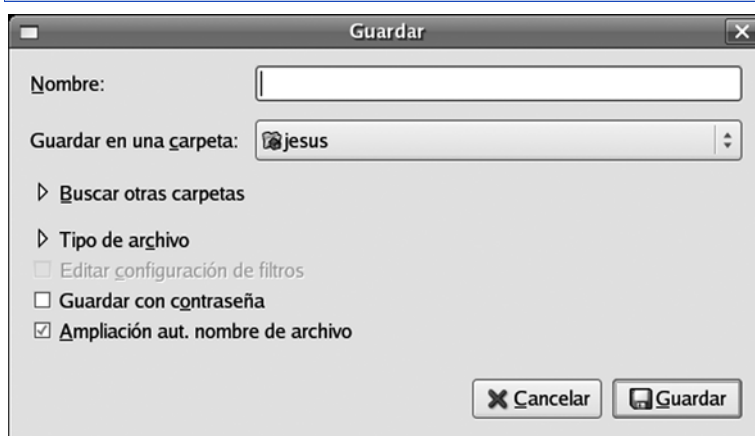 Guardar
Nombre:
Guardar en una carpeta: jesus
Buscar otras carpetas
Tipo de archivo
Editar configuración de filtros
Guardar con contraseña
Ampliación aut. nombre de archivo
Cancelar Guardar